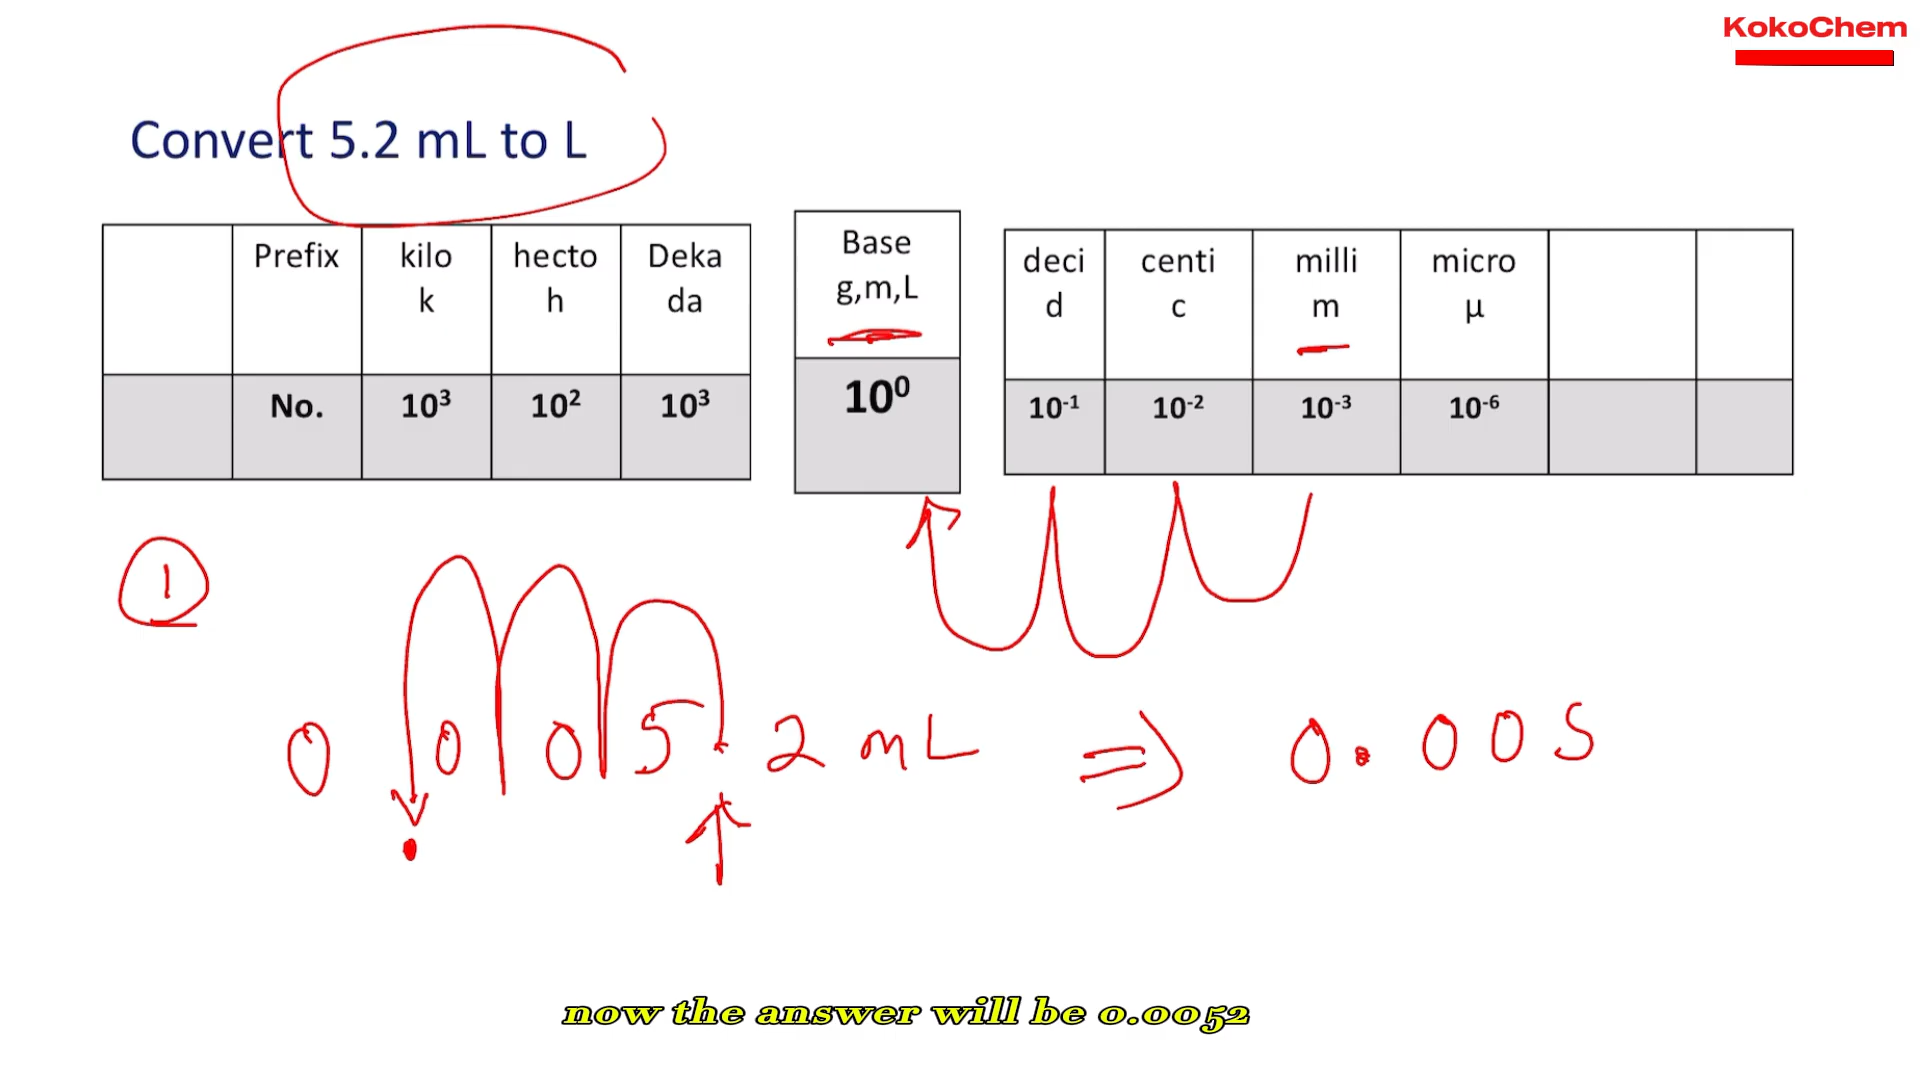 KokoChem
Convert 5.2 mL to L
Prefix kilo hecto Deka Base deci centi milli micro
k h da g,m,L d c m μ
No. 10³ 10² 10³ 10⁰ 10⁻¹ 10⁻² 10⁻³ 10⁻⁶
1
0 0 0 5 . 2 mL ⇒ 0.005
.
now the answer will be 0.0052